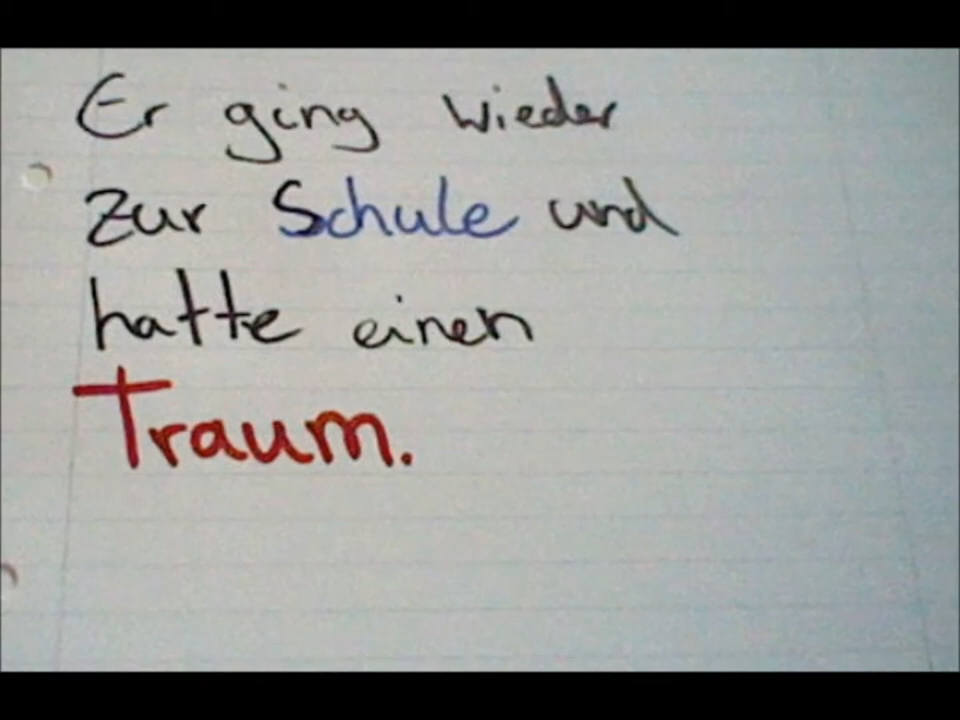 Er ging wieder
zur Schule und
hatte einen
Traum.